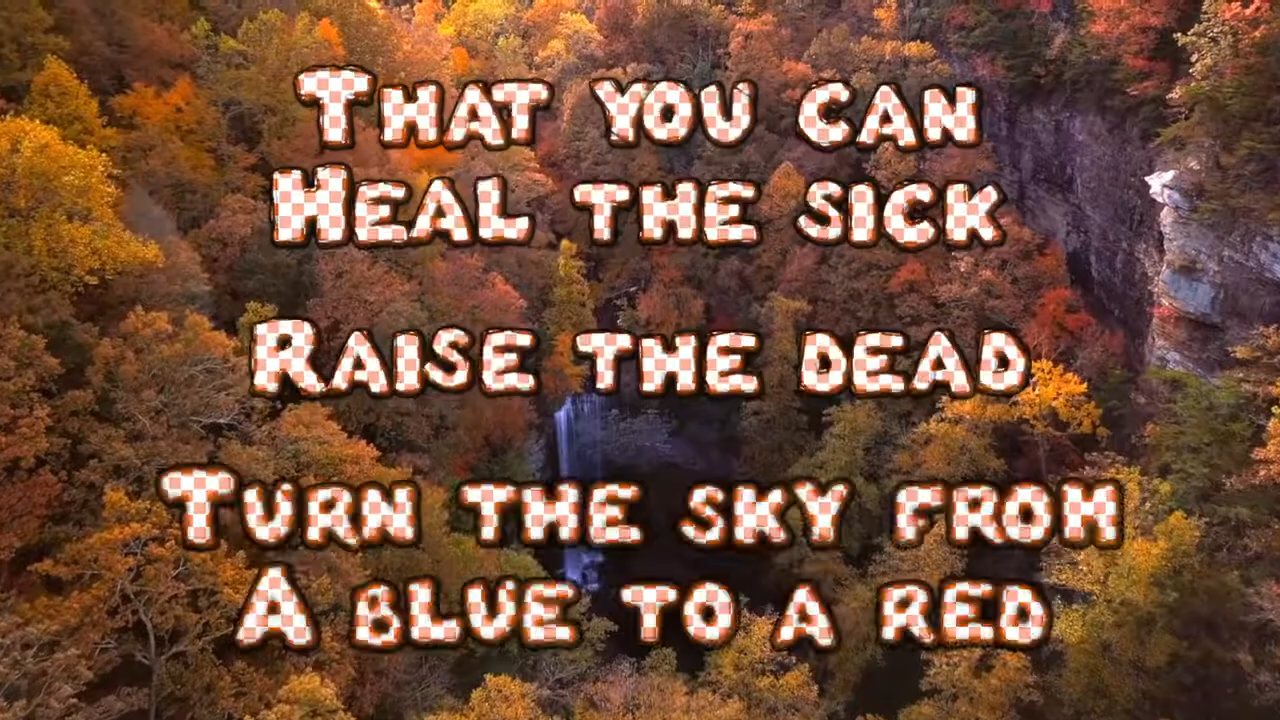 That you can
Heal the sick
Raise the dead
Turn the sky from
A blue to a red